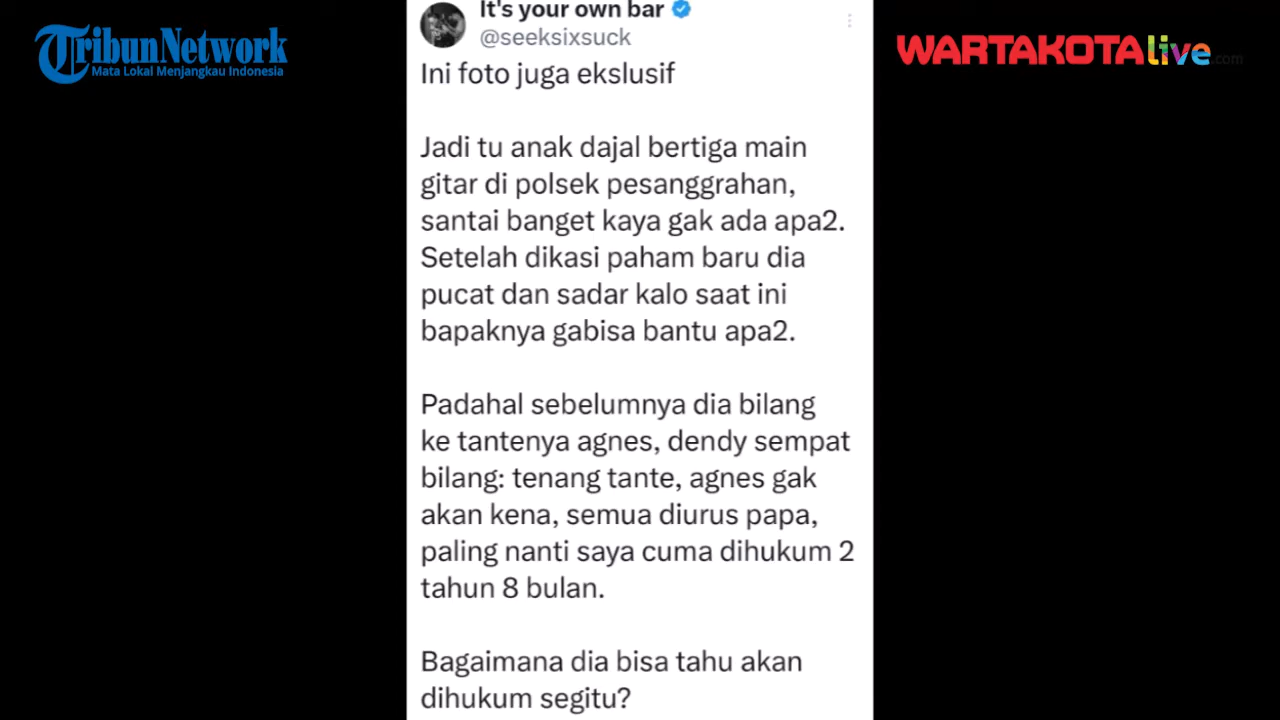 TribunNetwork
Mata Lokal Menjangkau Indonesia
It's your own bar
@seeksixsuck
WARTAKOTAlive.com
Ini foto juga ekslusif
Jadi tu anak dajal bertiga main
gitar di polsek pesanggrahan,
santai banget kaya gak ada apa2.
Setelah dikasi paham baru dia
pucat dan sadar kalo saat ini
bapaknya gabisa bantu apa2.
Padahal sebelumnya dia bilang
ke tantenya agnes, dendy sempat
bilang: tenang tante, agnes gak
akan kena, semua diurus papa,
paling nanti saya cuma dihukum 2
tahun 8 bulan.
Bagaimana dia bisa tahu akan
dihukum segitu?